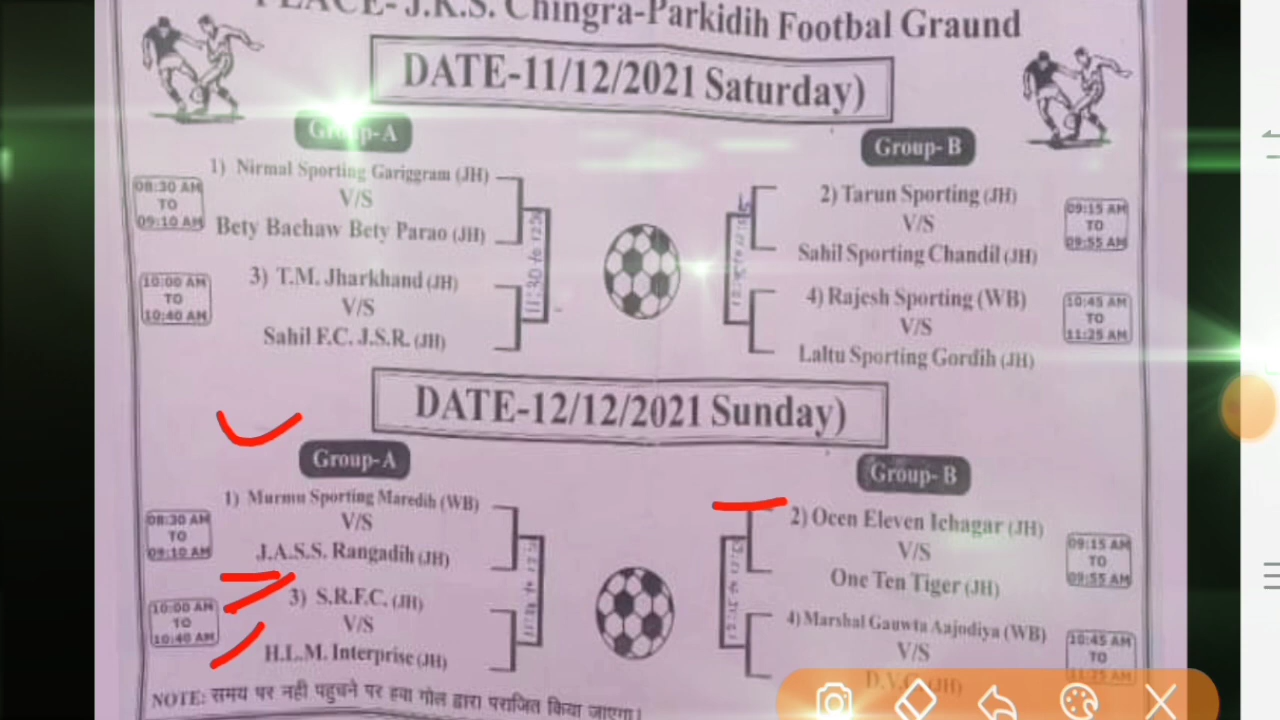 PLACE- J.K.S. Chingra-Parkidih Footbal Graund
DATE-11/12/2021 Saturday)
Group-A
1) Nirmal Sporting Gariggram (JH)
V/S
Bety Bachaw Bety Parao (JH)
08:30 AM
TO
09:10 AM
3) T.M. Jharkhand (JH)
V/S
Sahil F.C. J.S.R. (JH)
10:00 AM
TO
10:40 AM
Group- B
2) Tarun Sporting (JH)
V/S
Sahil Sporting Chandil (JH)
09:15 AM
TO
09:55 AM
4) Rajesh Sporting (WB)
V/S
Laltu Sporting Gordih (JH)
10:45 AM
TO
11:25 AM
DATE-12/12/2021 Sunday)
Group-A
1) Murmu Sporting Maredih (WB)
V/S
J.A.S.S. Rangadih (JH)
08:30 AM
TO
09:10 AM
3) S.R.F.C. (JH)
V/S
H.L.M. Interprise (JH)
10:00 AM
TO
10:40 AM
Group- B
2) Ocen Eleven Ichagar (JH)
V/S
One Ten Tiger (JH)
09:15 AM
TO
09:55 AM
4) Marshal Gauwta Aajodiya (WB)
V/S
D.V.C. (JH)
10:45 AM
TO
11:25 AM
NOTE: समय पर नही पहुचने पर हवा गोल द्वारा पराजित किया जाएगा।